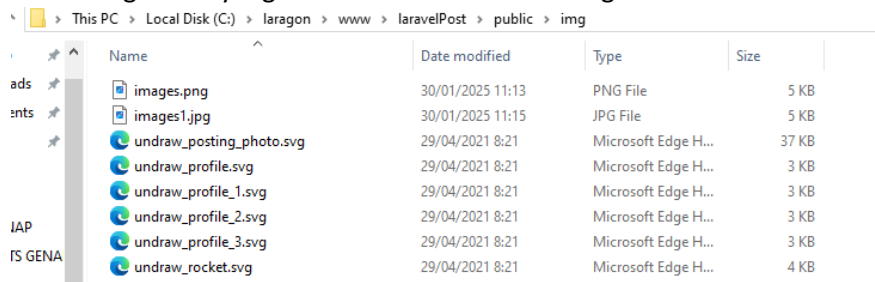 This PC > Local Disk (C:) > laragon > www > laravelPost > public > img
Name Date modified Type Size
ads images.png 30/01/2025 11:13 PNG File 5 KB
ents images1.jpg 30/01/2025 11:15 JPG File 5 KB
undraw_posting_photo.svg 29/04/2021 8:21 Microsoft Edge H... 37 KB
undraw_profile.svg 29/04/2021 8:21 Microsoft Edge H... 3 KB
undraw_profile_1.svg 29/04/2021 8:21 Microsoft Edge H... 3 KB
undraw_profile_2.svg 29/04/2021 8:21 Microsoft Edge H... 3 KB
undraw_profile_3.svg 29/04/2021 8:21 Microsoft Edge H... 3 KB
TS GENA undraw_rocket.svg 29/04/2021 8:21 Microsoft Edge H... 4 KB